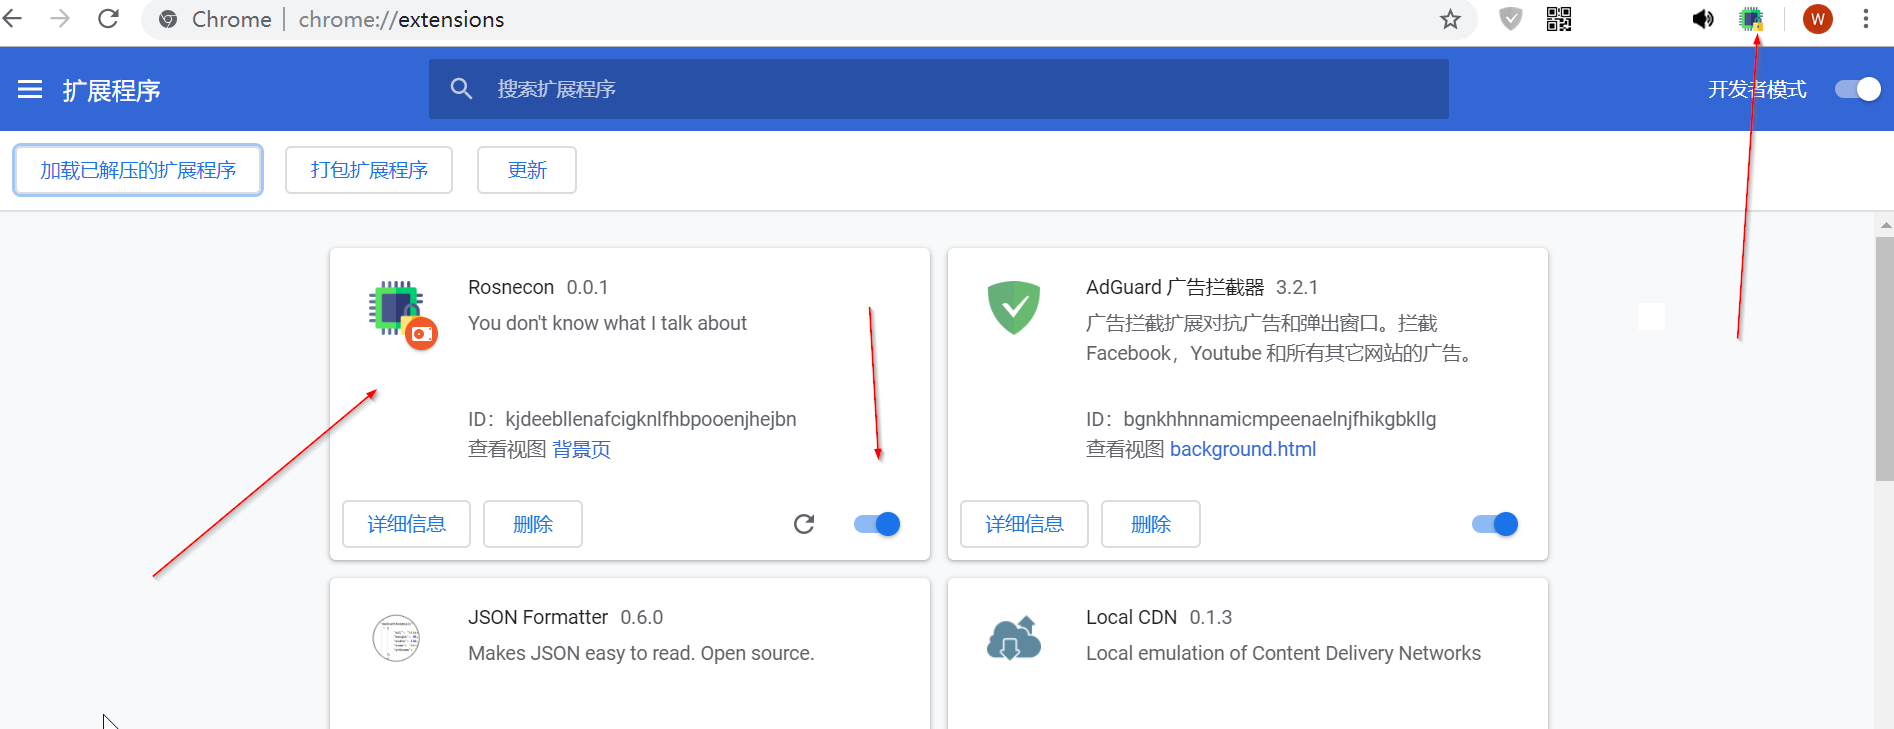 Chrome | chrome://extensions
W
扩展程序
搜索扩展程序
开发者模式
加载已解压的扩展程序
打包扩展程序
更新
Rosnecon 0.0.1
You don't know what I talk about
ID：kjdeebllenafcigknlfhbpooenjhejbn
查看视图 背景页
详细信息
删除
AdGuard 广告拦截器 3.2.1
广告拦截扩展对抗广告和弹出窗口。拦截
Facebook，Youtube 和所有其它网站的广告。
ID：bgnkhhnnamicmpeenaelnjfhikgbkllg
查看视图 background.html
详细信息
删除
JSON Formatter 0.6.0
Makes JSON easy to read. Open source.
Local CDN 0.1.3
Local emulation of Content Delivery Networks